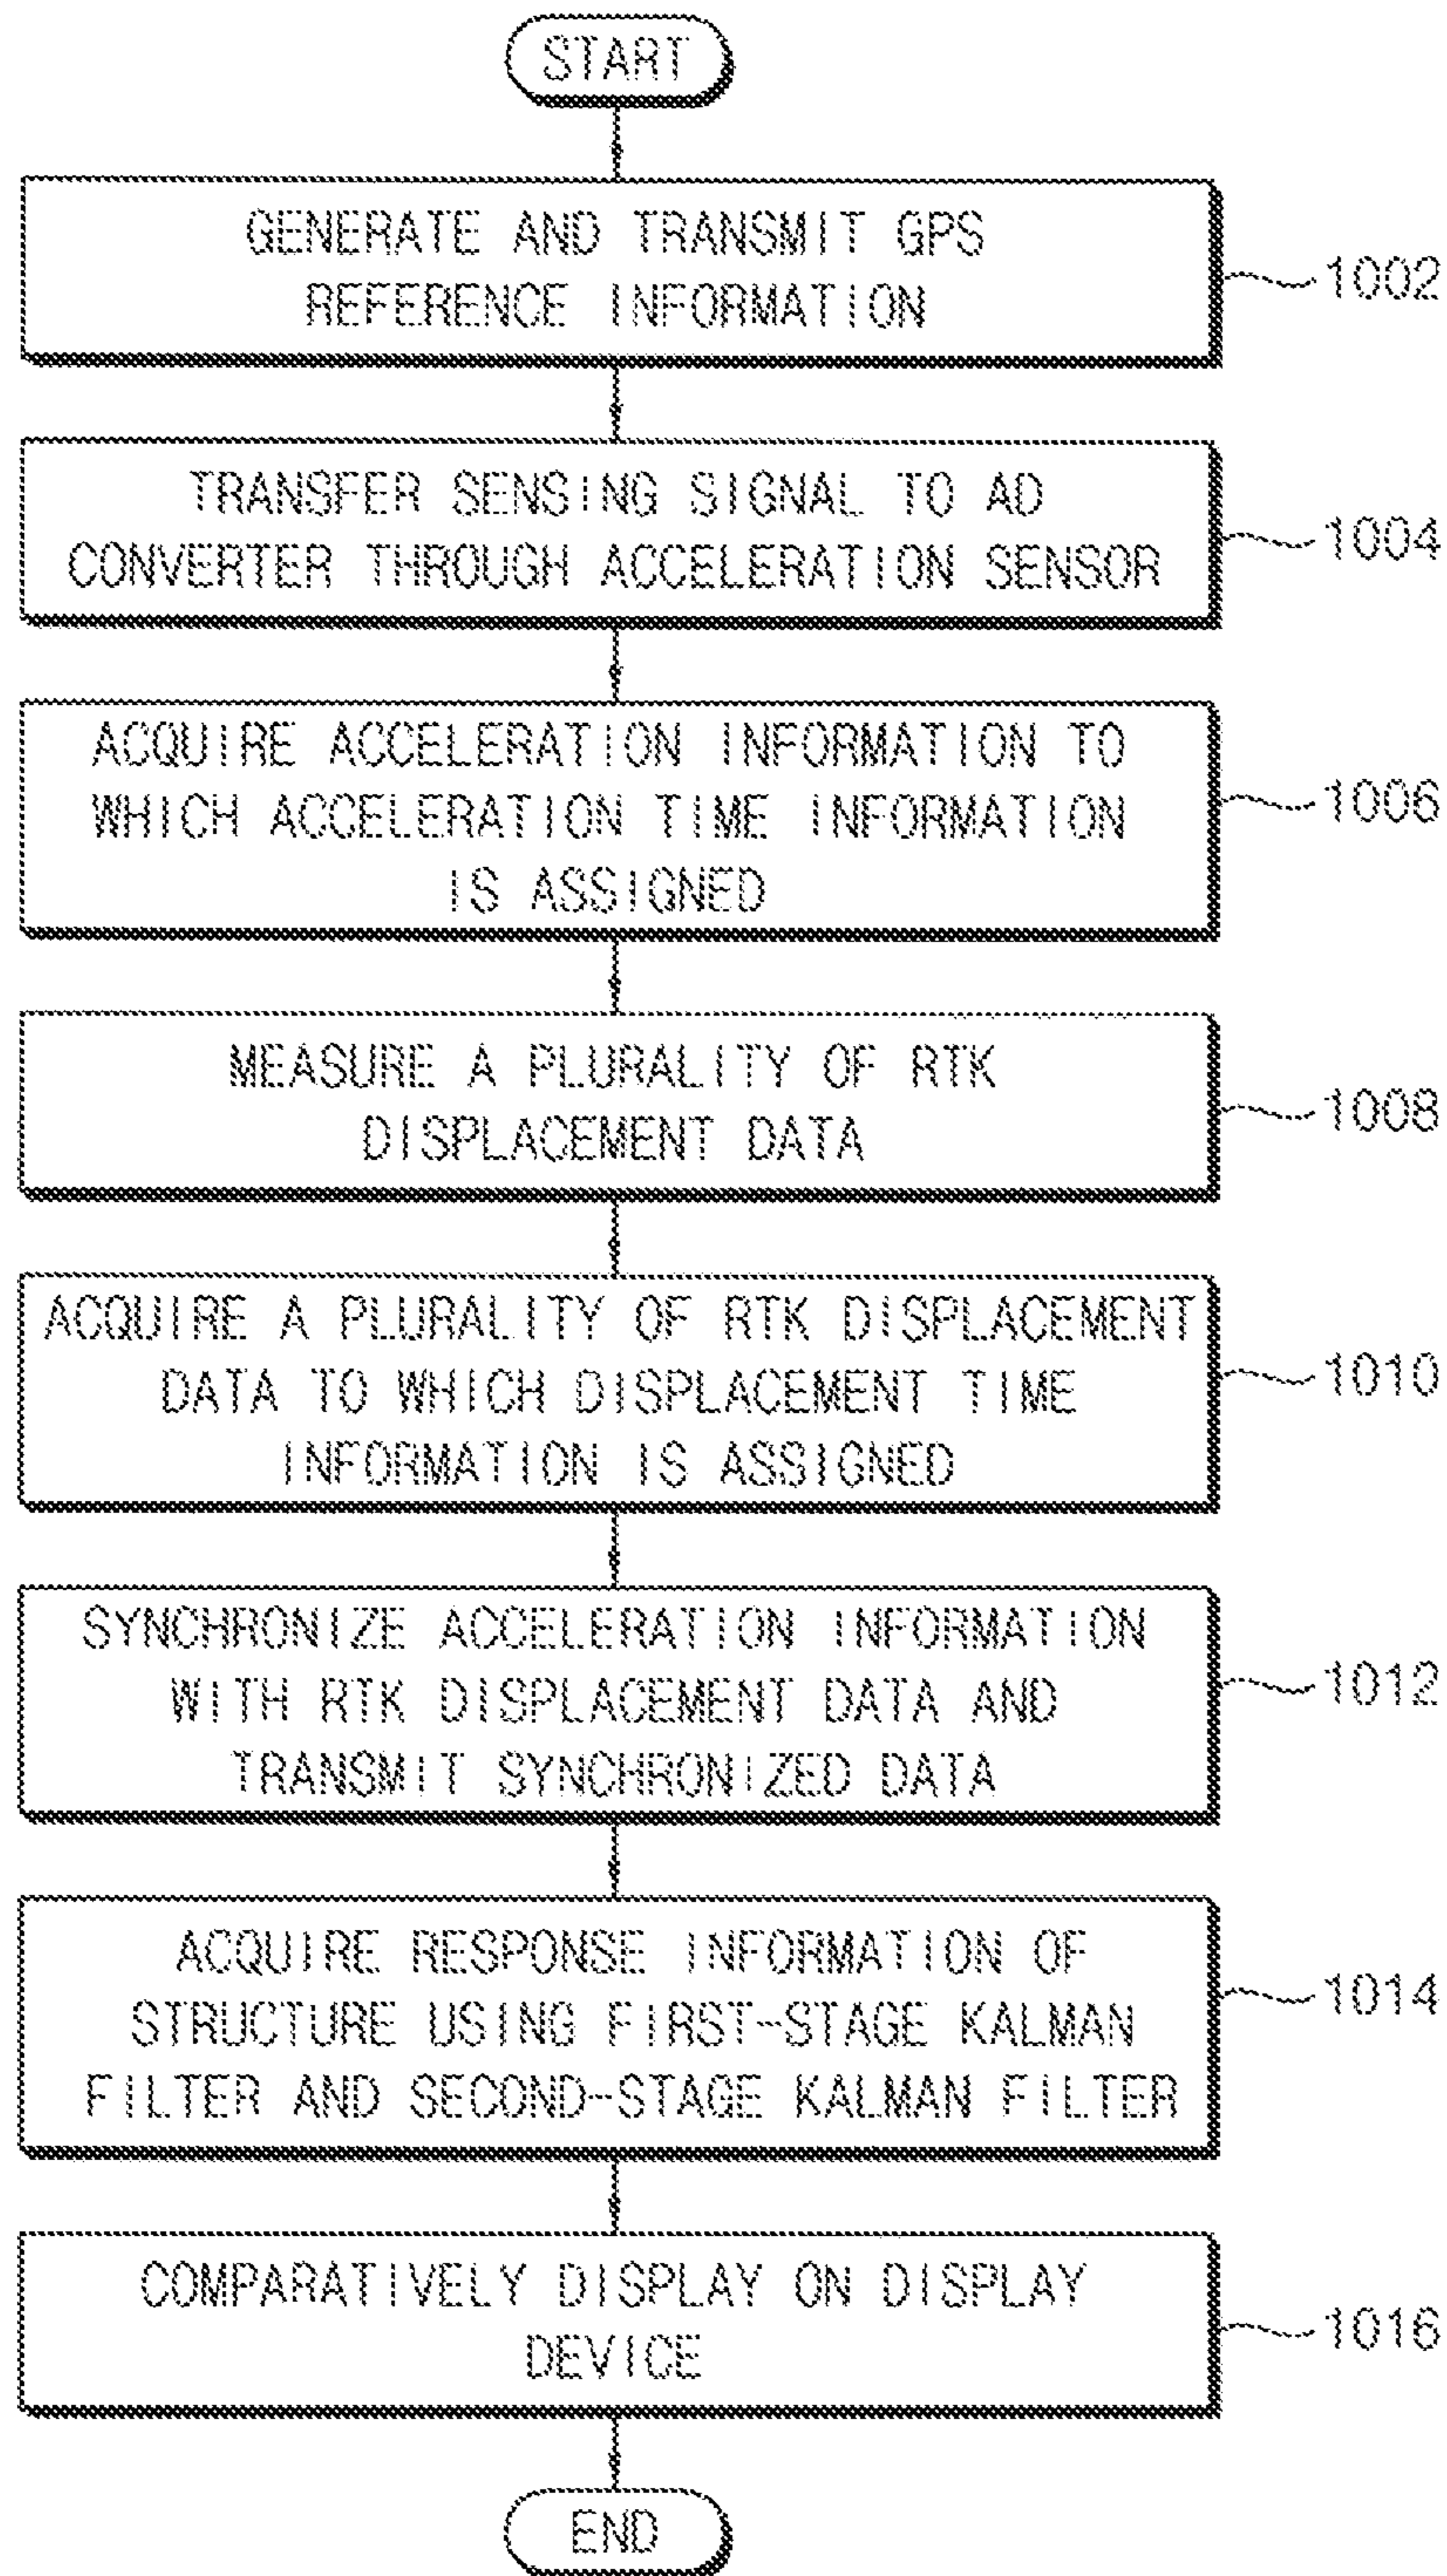 START
GENERATE AND TRANSMIT GPS
REFERENCE INFORMATION
1002
TRANSFER SENSING SIGNAL TO AD
CONVERTER THROUGH ACCELERATION SENSOR
1004
ACQUIRE ACCELERATION INFORMATION TO
WHICH ACCELERATION TIME INFORMATION
IS ASSIGNED
1006
MEASURE A PLURALITY OF RTK
DISPLACEMENT DATA
1008
ACQUIRE A PLURALITY OF RTK DISPLACEMENT
DATA TO WHICH DISPLACEMENT TIME
INFORMATION IS ASSIGNED
1010
SYNCHRONIZE ACCELERATION INFORMATION
WITH RTK DISPLACEMENT DATA AND
TRANSMIT SYNCHRONIZED DATA
1012
ACQUIRE RESPONSE INFORMATION OF
STRUCTURE USING FIRST-STAGE KALMAN
FILTER AND SECOND-STAGE KALMAN FILTER
1014
COMPARATIVELY DISPLAY ON DISPLAY
DEVICE
1016
END